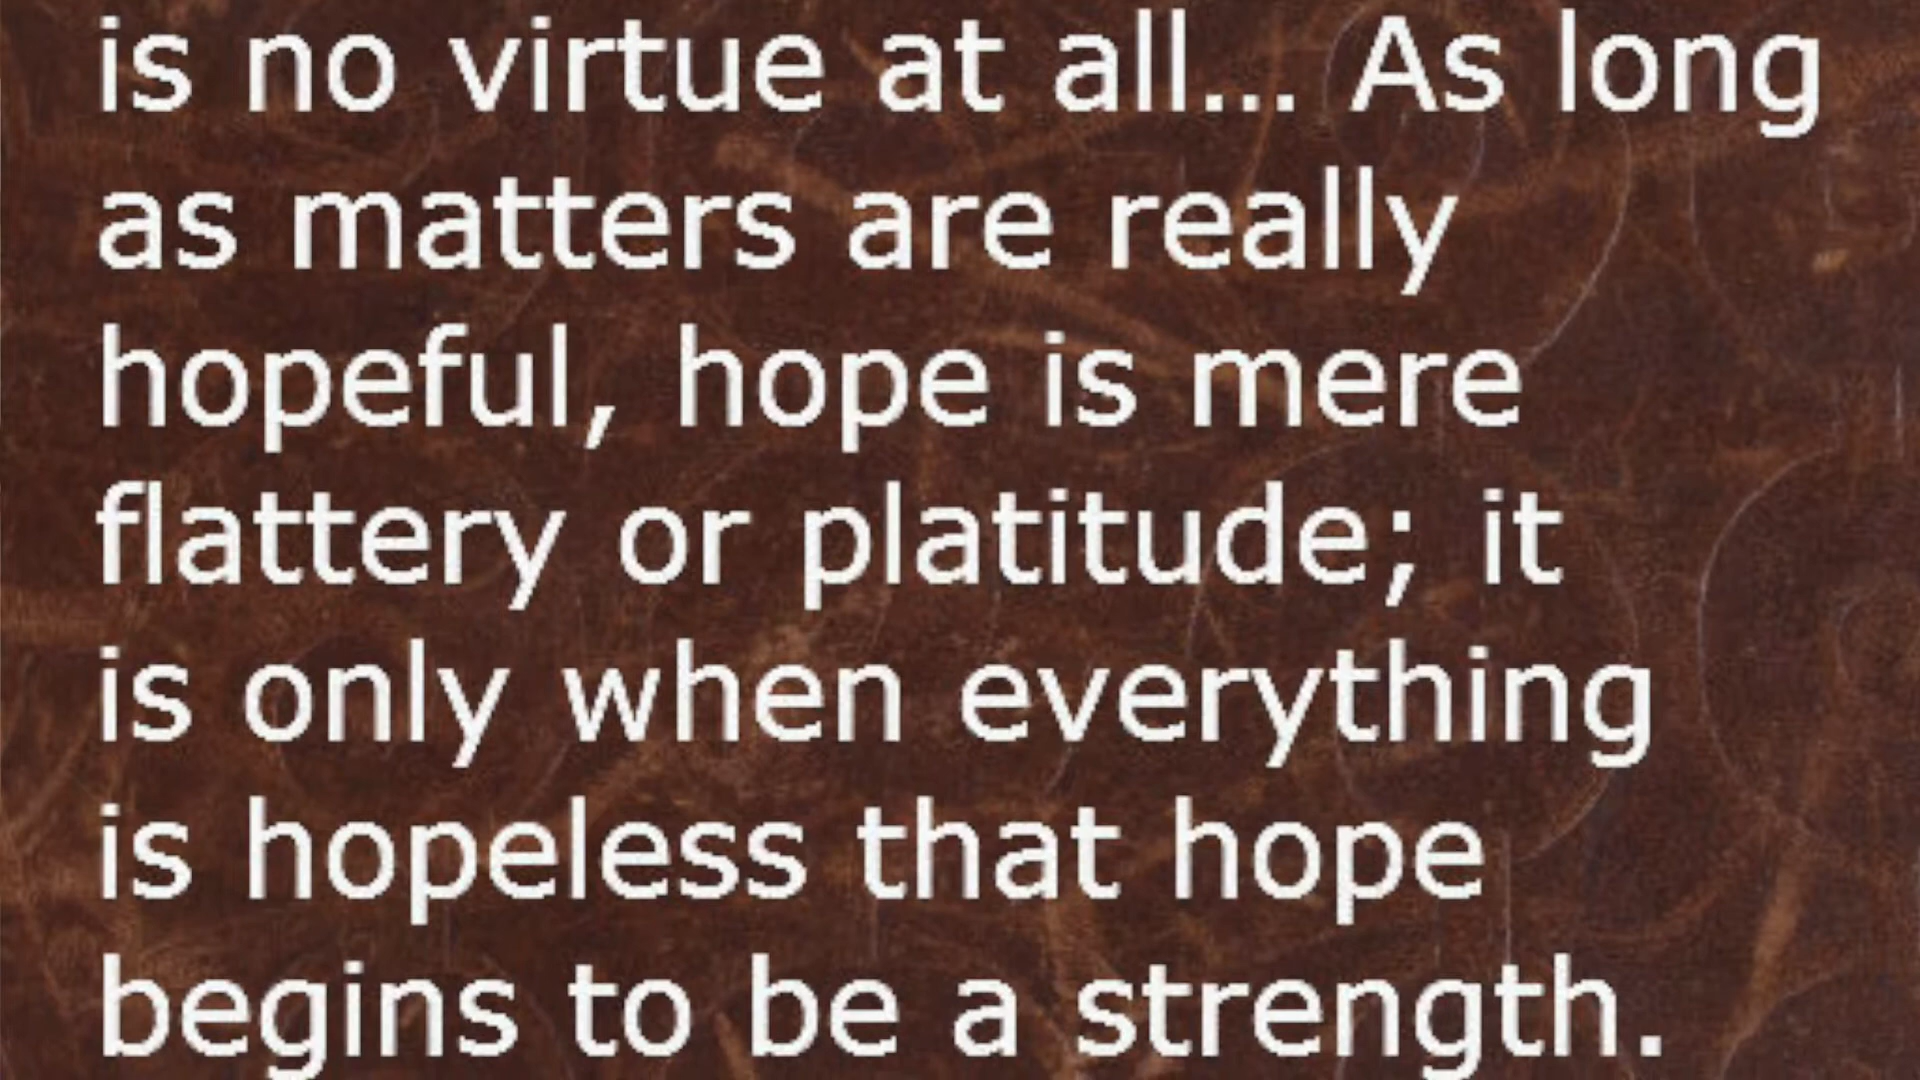 is no virtue at all... As long
as matters are really
hopeful, hope is mere
flattery or platitude; it
is only when everything
is hopeless that hope
begins to be a strength.